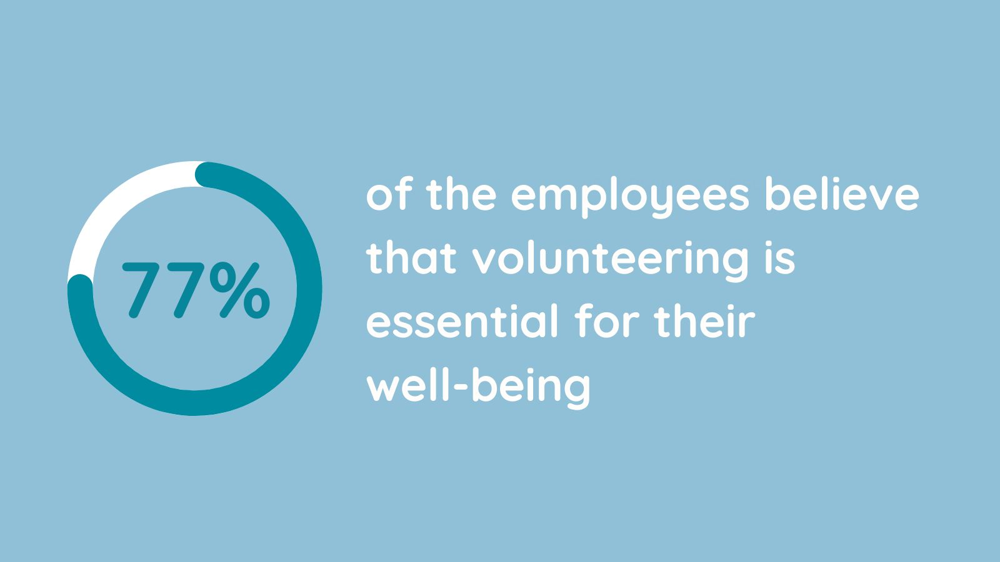 77%
of the employees believe
that volunteering is
essential for their
well-being